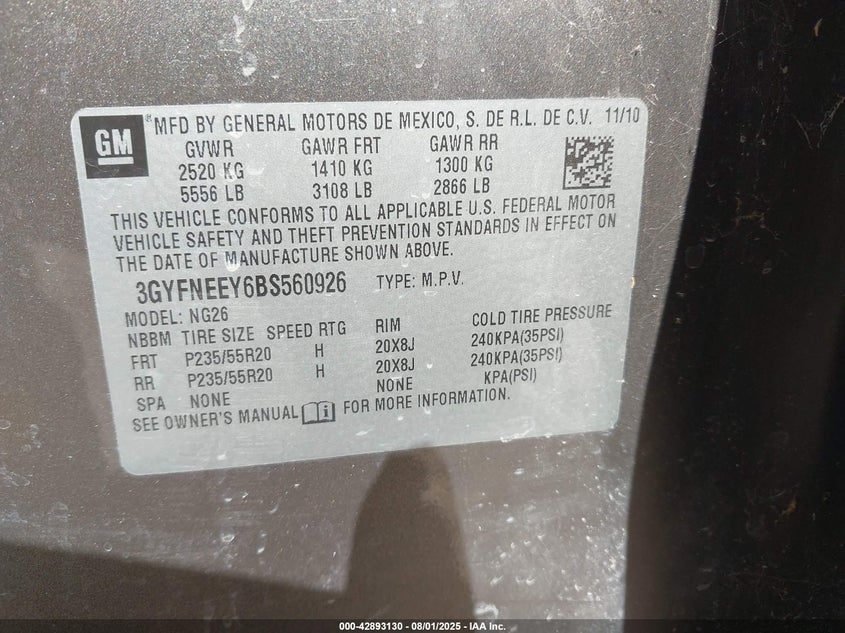 GM ® MFD BY GENERAL MOTORS DE MEXICO, S. DE R.L. DE C.V. 11/10
GVWR GAWR FRT GAWR RR
2520 KG 1410 KG 1300 KG
5556 LB 3108 LB 2866 LB
THIS VEHICLE CONFORMS TO ALL APPLICABLE U.S. FEDERAL MOTOR
VEHICLE SAFETY AND THEFT PREVENTION STANDARDS IN EFFECT ON
THE DATE OF MANUFACTURE SHOWN ABOVE.
3GYFNEEY6BS560926 TYPE: M.P.V.
MODEL: NG26
NBBM TIRE SIZE SPEED RTG RIM COLD TIRE PRESSURE
FRT P235/55R20 H 20X8J 240KPA(35PSI)
RR P235/55R20 H 20X8J 240KPA(35PSI)
SPA NONE NONE KPA(PSI)
SEE OWNER'S MANUAL i FOR MORE INFORMATION.
000-42893130 - 08/01/2025 - IAA Inc.